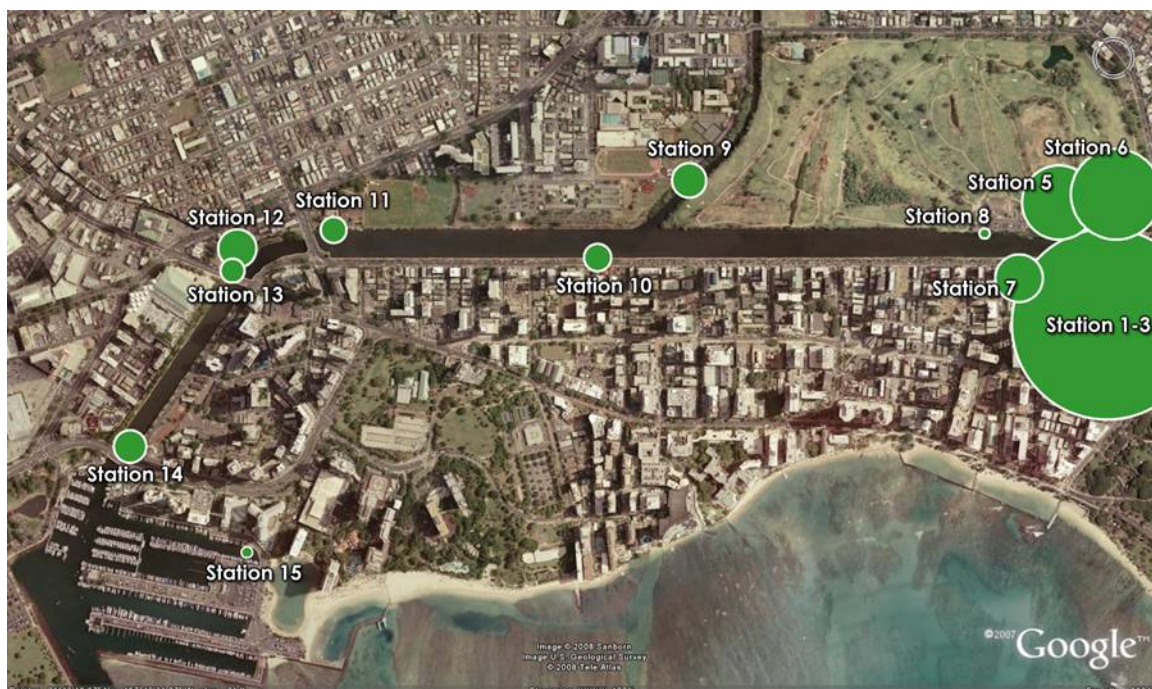 Station 6
Station 9
Station 5
Station 11
Station 8
Station 12
Station 13
Station 10
Station 7
Station 1-3
Station 14
Station 15
©2007 Google™
Image © 2008 Sanborn
Image U.S. Geological Survey
© 2008 Tele Atlas